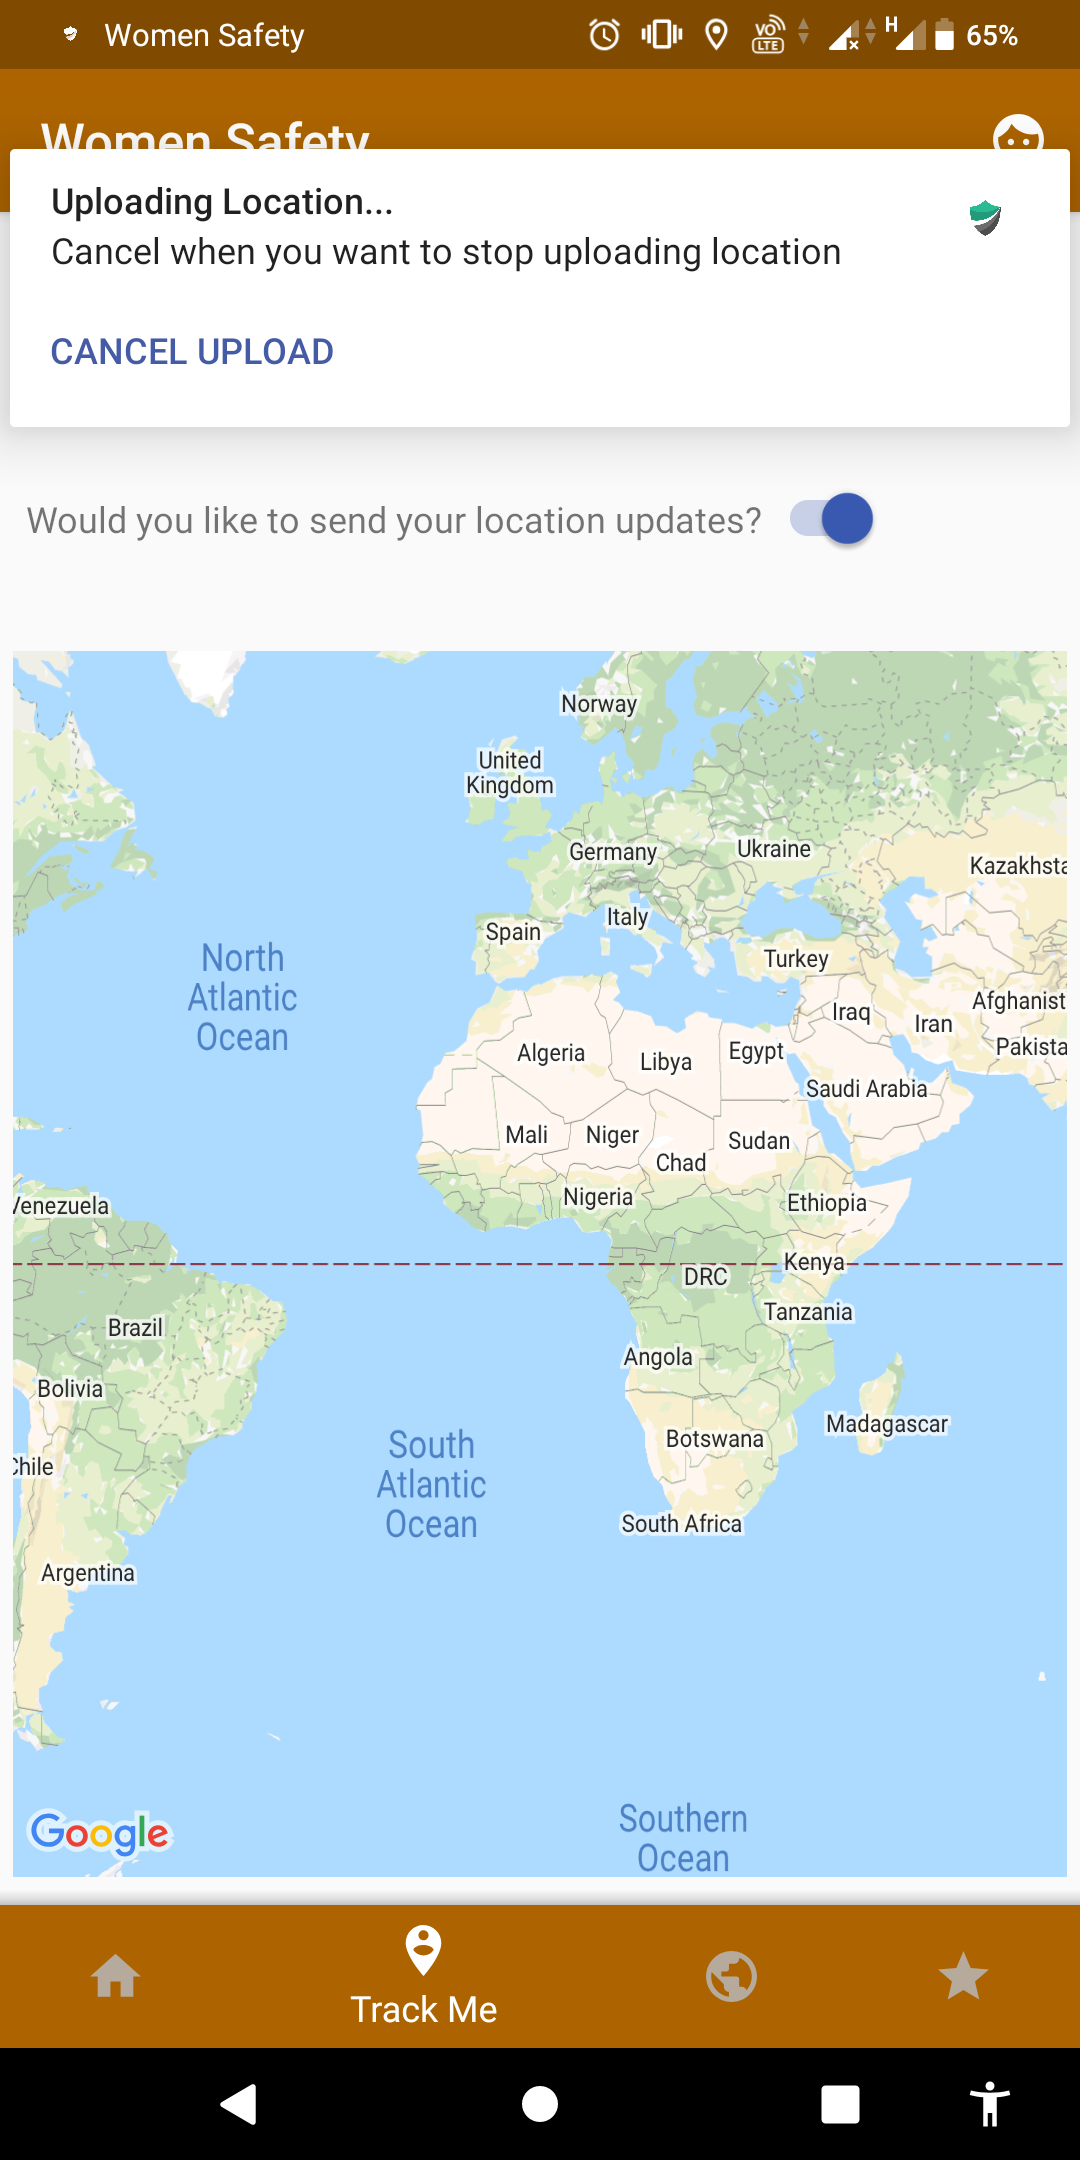 Women Safety
VO
LTE
H
65%
Women Safety
Uploading Location...
Cancel when you want to stop uploading location
CANCEL UPLOAD
Would you like to send your location updates?
Norway
United
Kingdom
Germany
Ukraine
Kazakhsta
Italy
Spain
Turkey
North
Atlantic
Ocean
Afghanist
Iraq
Iran
Pakista
Algeria
Libya
Egypt
Saudi Arabia
Mali
Niger
Sudan
Chad
Nigeria
Ethiopia
Venezuela
Kenya
DRC
Tanzania
Brazil
Angola
Bolivia
Madagascar
Botswana
Chile
South
Atlantic
Ocean
South Africa
Argentina
Google
Southern
Ocean
Track Me